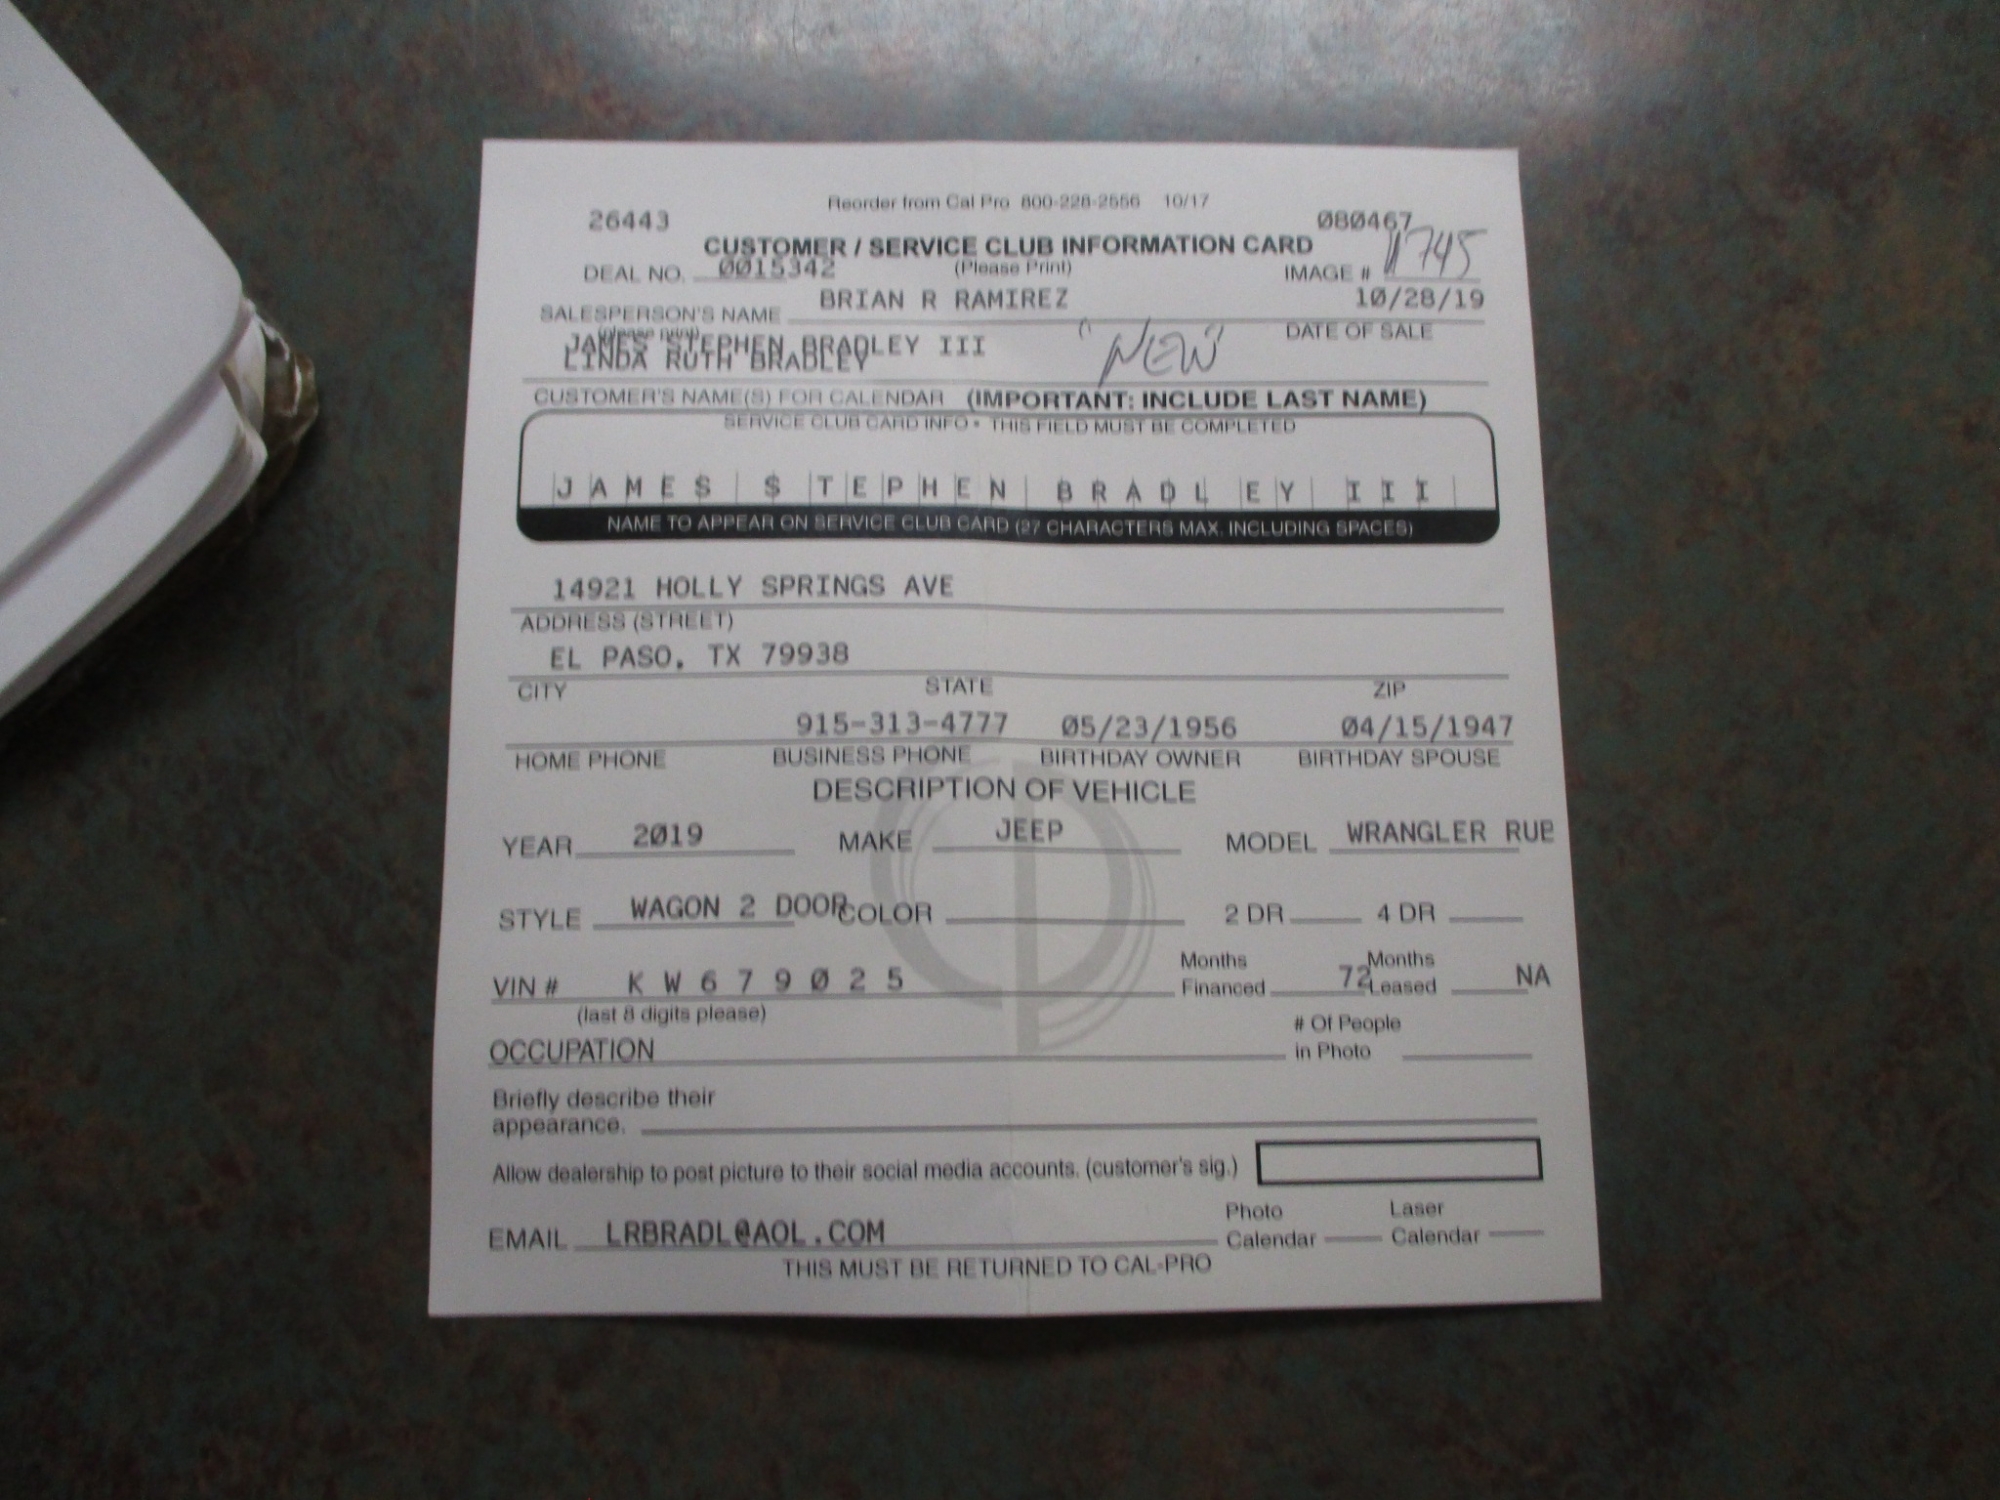 Reorder from Cal Pro 800-228-2556 10/17
26443 080467
CUSTOMER / SERVICE CLUB INFORMATION CARD
DEAL NO. 0015342 (Please Print) IMAGE # 1745
SALESPERSON'S NAME BRIAN R RAMIREZ 10/28/19
(please print) DATE OF SALE
JAMES STEPHEN BRADLEY III "NEW"
LINDA RUTH BRADLEY
CUSTOMER'S NAME(S) FOR CALENDAR (IMPORTANT: INCLUDE LAST NAME)
SERVICE CLUB CARD INFO • THIS FIELD MUST BE COMPLETED
JAMES STEPHEN BRADLEY III
NAME TO APPEAR ON SERVICE CLUB CARD (27 CHARACTERS MAX. INCLUDING SPACES)
14921 HOLLY SPRINGS AVE
ADDRESS (STREET)
EL PASO, TX 79938
CITY STATE ZIP
915-313-4777 05/23/1956 04/15/1947
HOME PHONE BUSINESS PHONE BIRTHDAY OWNER BIRTHDAY SPOUSE
DESCRIPTION OF VEHICLE
YEAR 2019 MAKE JEEP MODEL WRANGLER RUB
STYLE WAGON 2 DOOR COLOR 2 DR 4 DR
VIN # K W 6 7 9 0 2 5 Months Financed 72 Months Leased NA
(last 8 digits please)
OCCUPATION # Of People in Photo
Briefly describe their
appearance.
Allow dealership to post picture to their social media accounts. (customer's sig.)
EMAIL LRBRADL@AOL.COM Photo Calendar Laser Calendar
THIS MUST BE RETURNED TO CAL-PRO